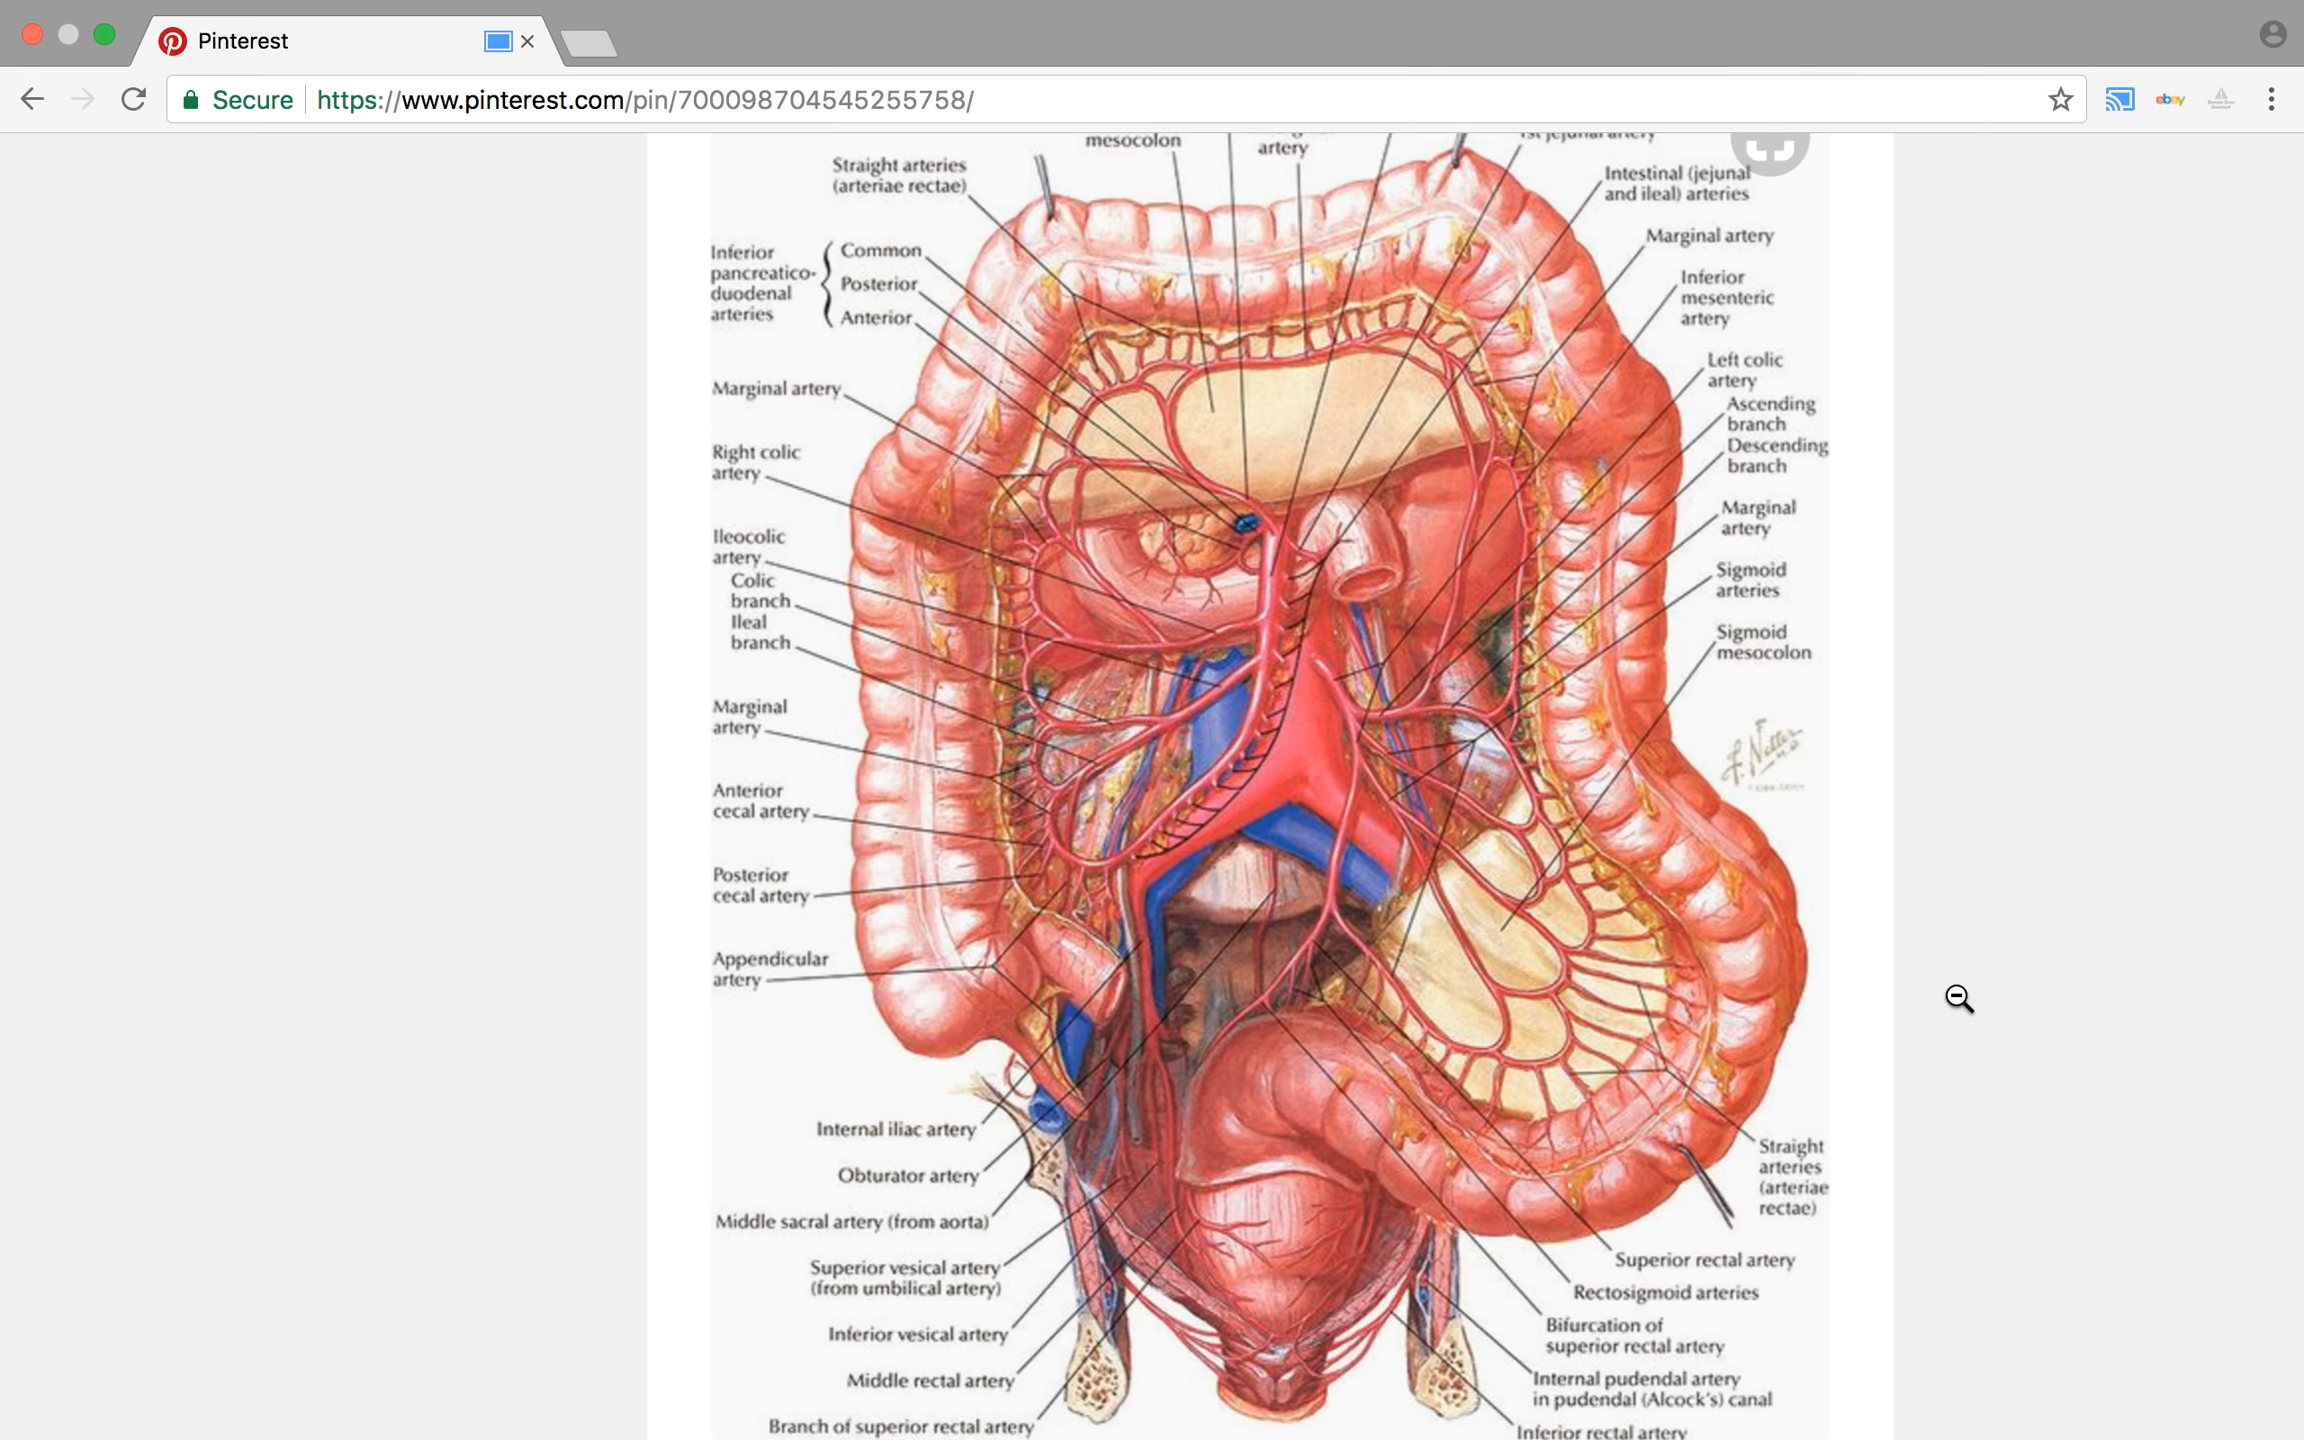 Pinterest
Secure
https://www.pinterest.com/pin/700098704545255758/
ebay
mesocolon
artery
1st jejunal artery
Straight arteries
(arteriae rectae)
Intestinal (jejunal
and ileal) arteries
Marginal artery
Inferior
pancreatico-
duodenal
arteries
Common
Posterior
Anterior
Inferior
mesenteric
artery
Marginal artery
Left colic
artery
Ascending
branch
Descending
branch
Right colic
artery
Marginal
artery
Ileocolic
artery
Colic
branch
Ileal
branch
Sigmoid
arteries
Sigmoid
mesocolon
Marginal
artery
F. Netter
M.D.
Anterior
cecal artery
Posterior
cecal artery
Appendicular
artery
Internal iliac artery
Obturator artery
Middle sacral artery (from aorta)
Superior vesical artery
(from umbilical artery)
Inferior vesical artery
Middle rectal artery
Branch of superior rectal artery
Straight
arteries
(arteriae
rectae)
Superior rectal artery
Rectosigmoid arteries
Bifurcation of
superior rectal artery
Internal pudendal artery
in pudendal (Alcock's) canal
Inferior rectal artery